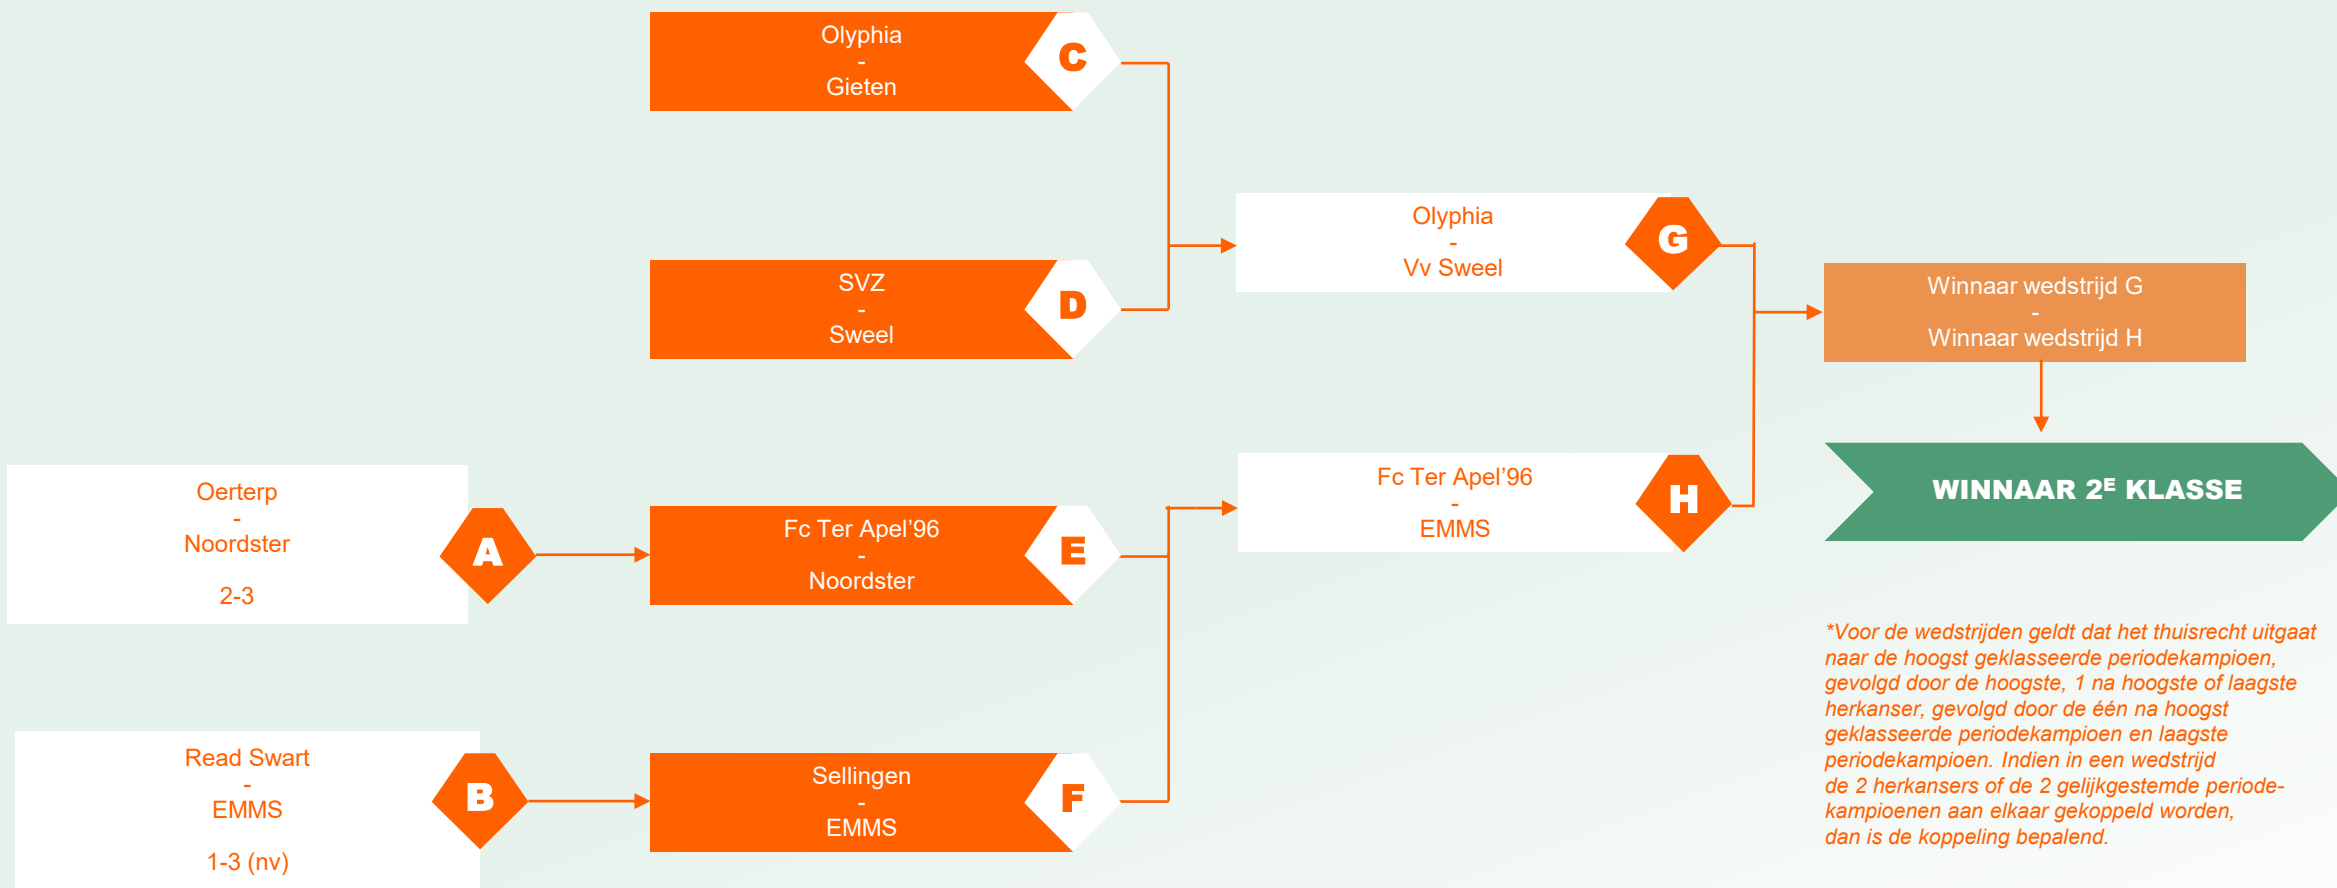 Olyphia
-
Gieten
C
SVZ
-
Sweel
D
Oerterp
-
Noordster
2-3
A
Fc Ter Apel’96
-
Noordster
E
Read Swart
-
EMMS
1-3 (nv)
B
Sellingen
-
EMMS
F
Olyphia
-
Vv Sweel
G
Fc Ter Apel’96
-
EMMS
H
Winnaar wedstrijd G
-
Winnaar wedstrijd H
WINNAAR 2E KLASSE
*Voor de wedstrijden geldt dat het thuisrecht uitgaat
naar de hoogst geklasseerde periodekampioen,
gevolgd door de hoogste, 1 na hoogste of laagste
herkanser, gevolgd door de één na hoogst
geklasseerde periodekampioen en laagste
periodekampioen. Indien in een wedstrijd
de 2 herkansers of de 2 gelijkgestemde periode-
kampioenen aan elkaar gekoppeld worden,
dan is de koppeling bepalend.